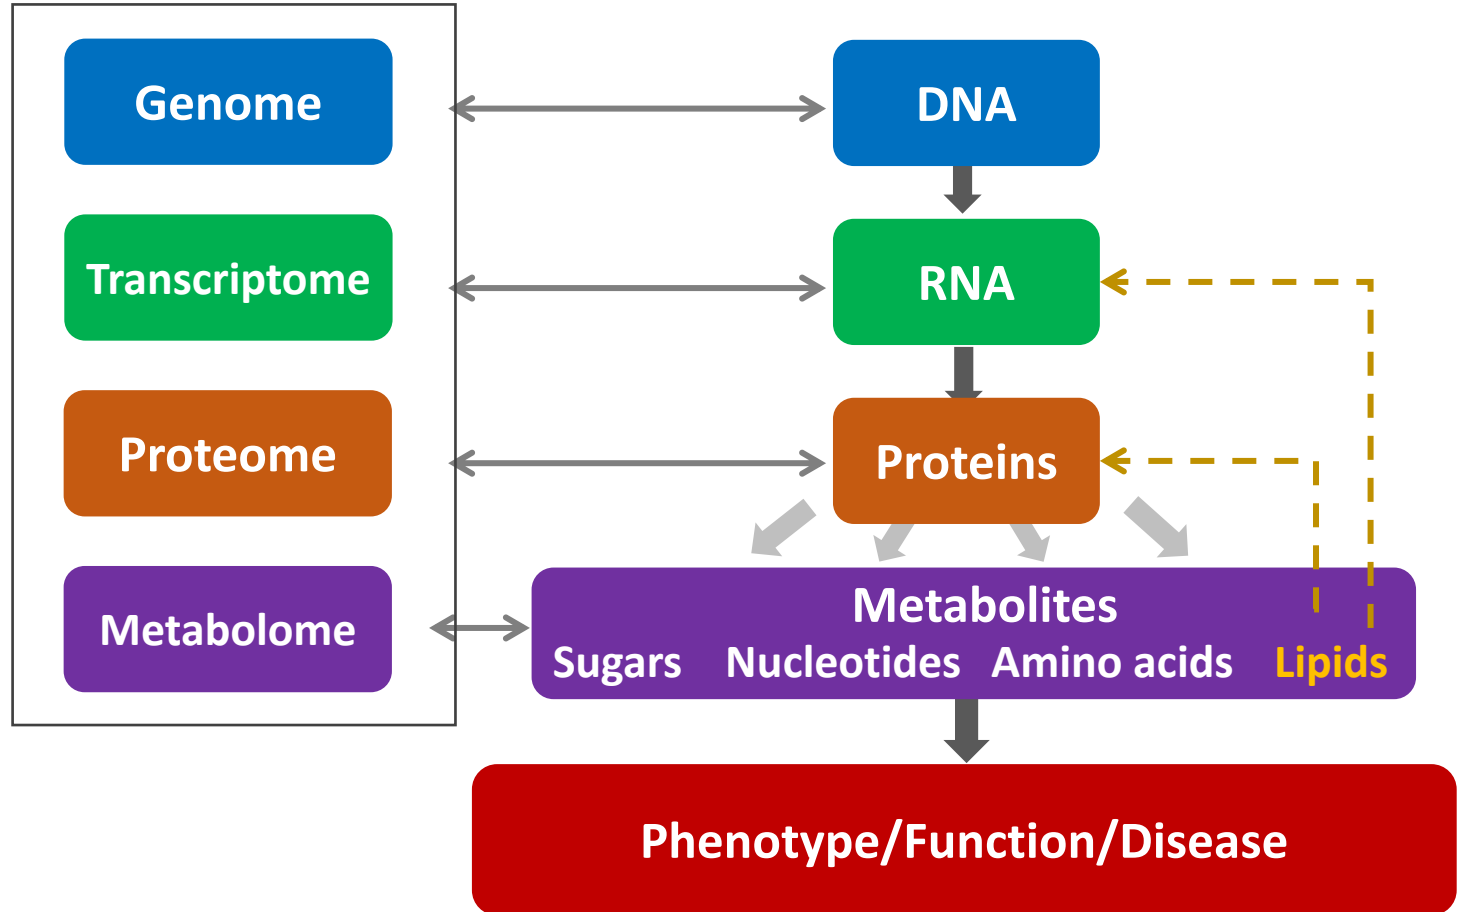 Genome
DNA
Transcriptome
RNA
Proteome
Proteins
Metabolome
Metabolites
Sugars Nucleotides Amino acids Lipids
Phenotype/Function/Disease